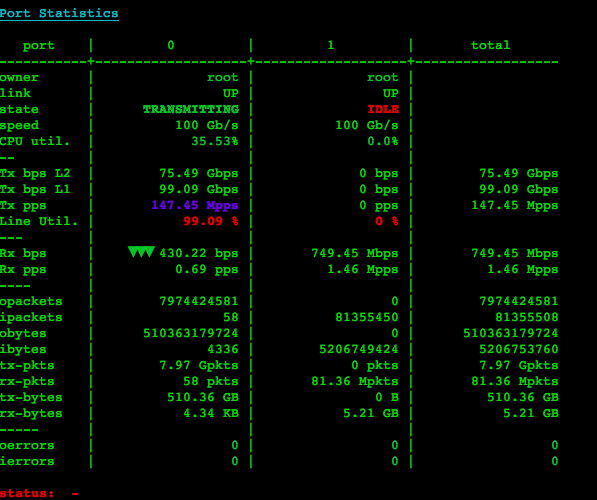 Port Statistics
port | 0 | 1 | total
-----------+-------------------+-------------------+------------------
owner | root | root |
link | UP | UP |
state | TRANSMITTING | IDLE |
speed | 100 Gb/s | 100 Gb/s |
CPU util. | 35.53% | 0.0% |
-- | | |
Tx bps L2 | 75.49 Gbps | 0 bps | 75.49 Gbps
Tx bps L1 | 99.09 Gbps | 0 bps | 99.09 Gbps
Tx pps | 147.45 Mpps | 0 pps | 147.45 Mpps
Line Util. | 99.09 % | 0 % |
--- | | |
Rx bps | ▼▼▼ 430.22 bps | 749.45 Mbps | 749.45 Mbps
Rx pps | 0.69 pps | 1.46 Mpps | 1.46 Mpps
---- | | |
opackets | 7974424581 | 0 | 7974424581
ipackets | 58 | 81355450 | 81355508
obytes | 510363179724 | 0 | 510363179724
ibytes | 4336 | 5206749424 | 5206753760
tx-pkts | 7.97 Gpkts | 0 pkts | 7.97 Gpkts
rx-pkts | 58 pkts | 81.36 Mpkts | 81.36 Mpkts
tx-bytes | 510.36 GB | 0 B | 510.36 GB
rx-bytes | 4.34 KB | 5.21 GB | 5.21 GB
----- | | |
oerrors | 0 | 0 | 0
ierrors | 0 | 0 | 0
status: -